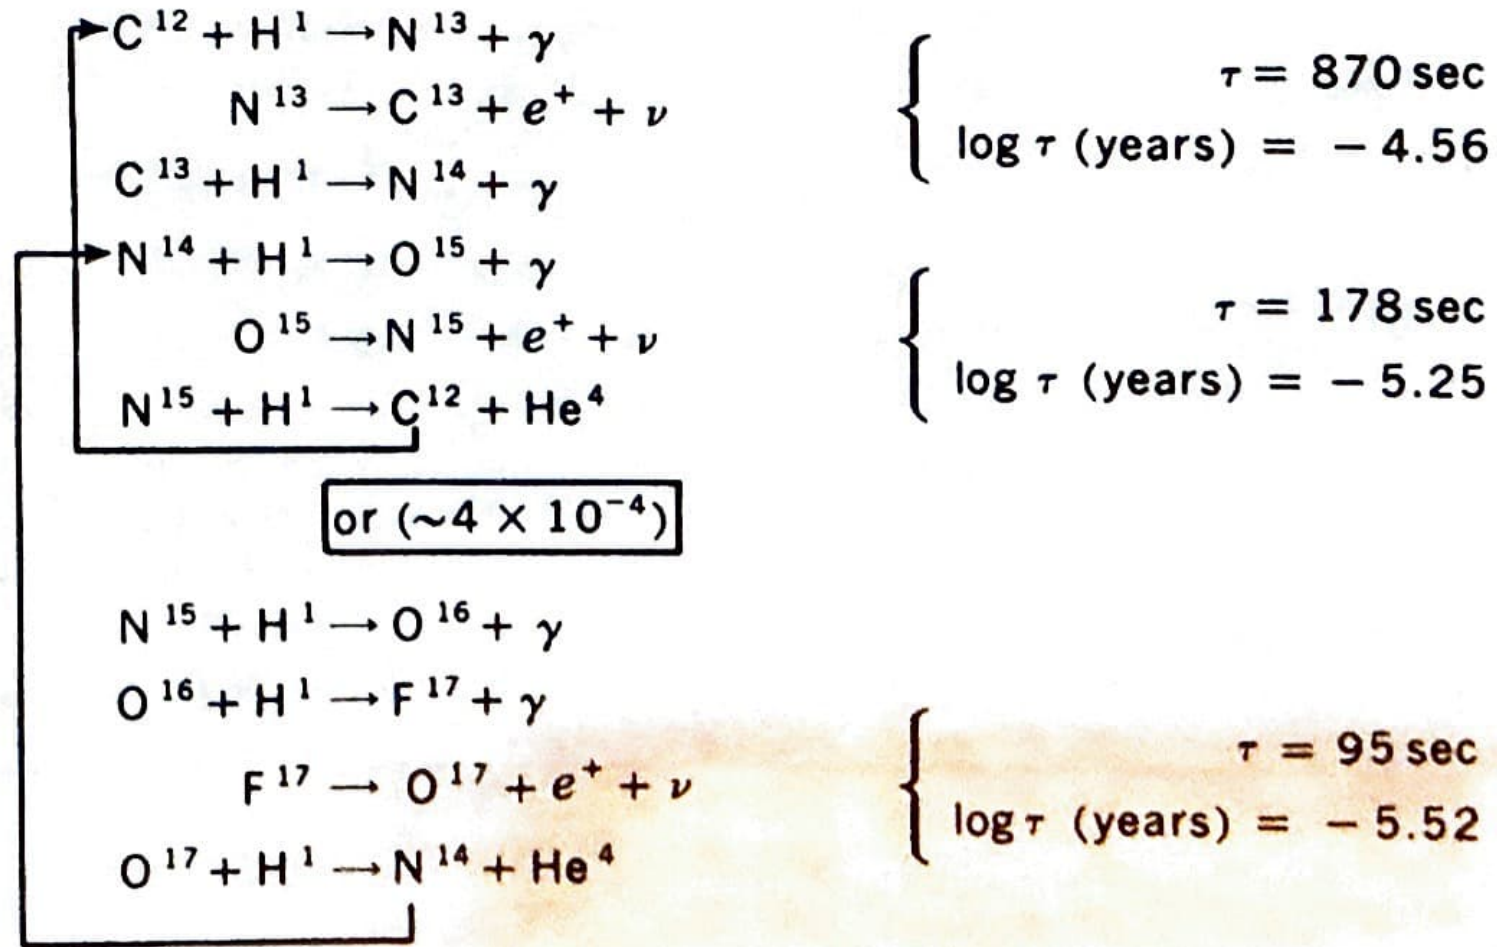 C¹² + H¹ → N¹³ + γ
N¹³ → C¹³ + e⁺ + ν
τ = 870 sec
log τ (years) = − 4.56
C¹³ + H¹ → N¹⁴ + γ
N¹⁴ + H¹ → O¹⁵ + γ
O¹⁵ → N¹⁵ + e⁺ + ν
τ = 178 sec
log τ (years) = − 5.25
N¹⁵ + H¹ → C¹² + He⁴
or (~4 × 10⁻⁴)
N¹⁵ + H¹ → O¹⁶ + γ
O¹⁶ + H¹ → F¹⁷ + γ
F¹⁷ → O¹⁷ + e⁺ + ν
τ = 95 sec
log τ (years) = − 5.52
O¹⁷ + H¹ → N¹⁴ + He⁴